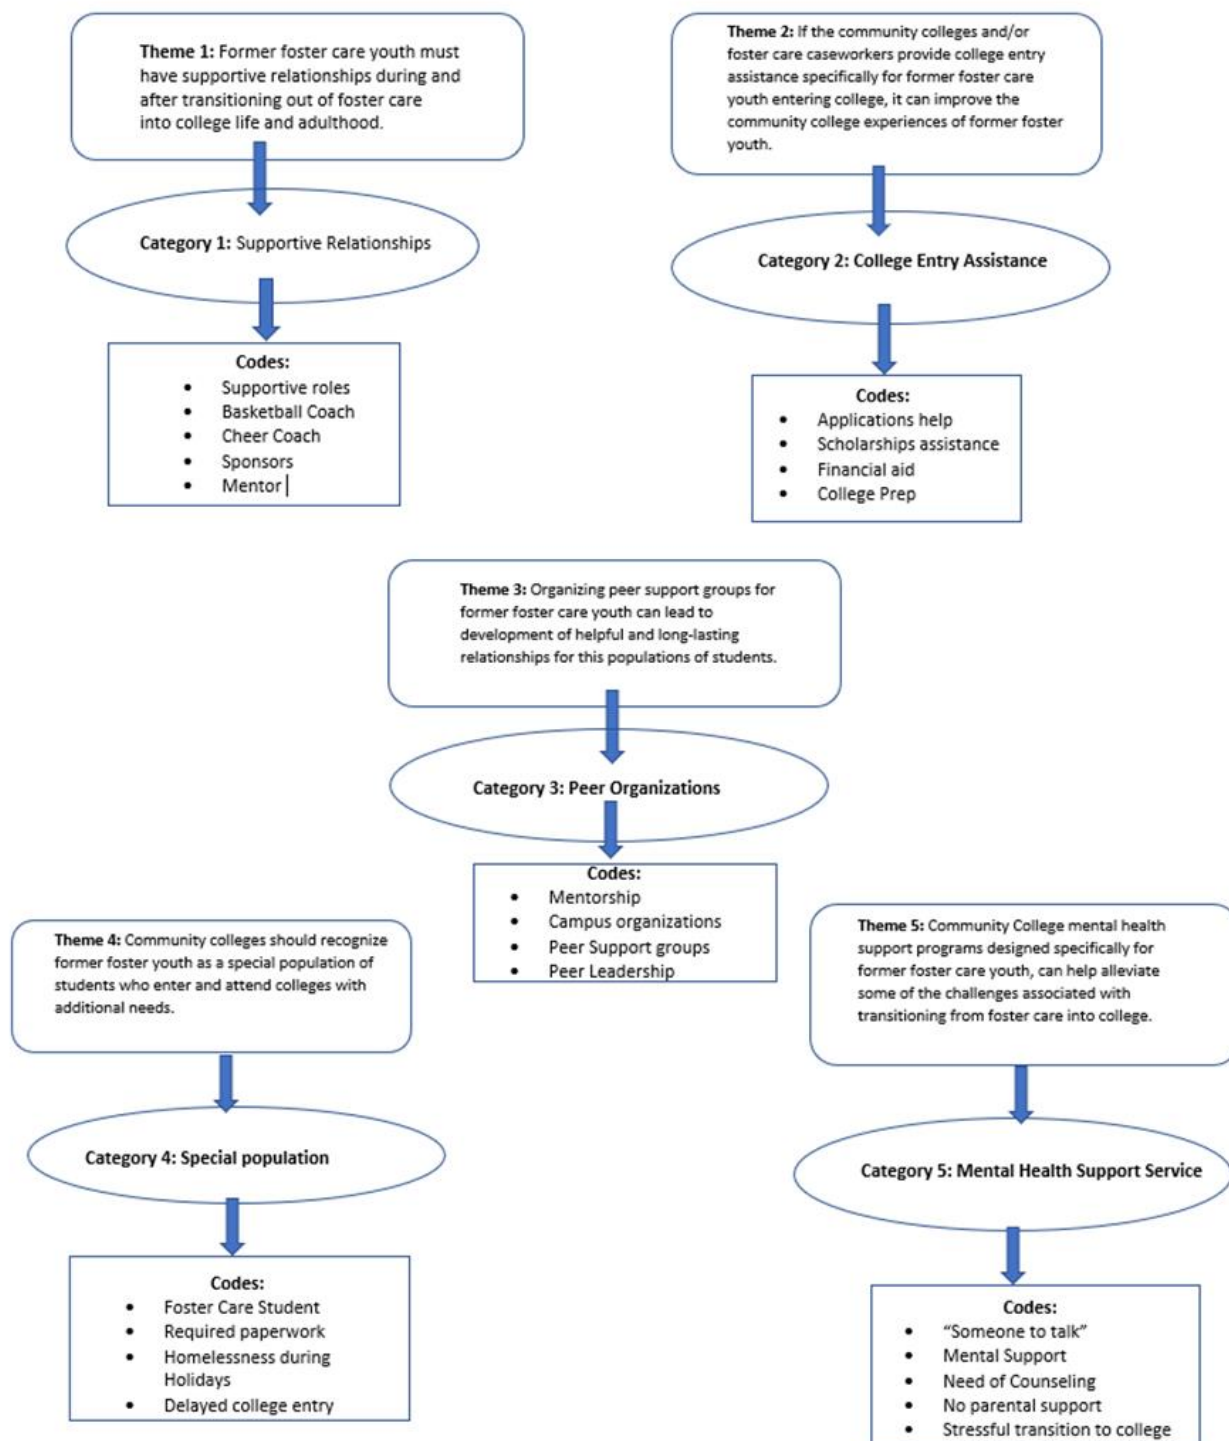 Theme 1: Former foster care youth must
have supportive relationships during and
after transitioning out of foster care
into college life and adulthood.
Category 1: Supportive Relationships
Codes:
• Supportive roles
• Basketball Coach
• Cheer Coach
• Sponsors
• Mentor
Theme 2: If the community colleges and/or
foster care caseworkers provide college entry
assistance specifically for former foster care
youth entering college, it can improve the
community college experiences of former foster
youth.
Category 2: College Entry Assistance
Codes:
• Applications help
• Scholarships assistance
• Financial aid
• College Prep
Theme 3: Organizing peer support groups for
former foster care youth can lead to
development of helpful and long-lasting
relationships for this populations of students.
Category 3: Peer Organizations
Codes:
• Mentorship
• Campus organizations
• Peer Support groups
• Peer Leadership
Theme 4: Community colleges should recognize
former foster youth as a special population of
students who enter and attend colleges with
additional needs.
Category 4: Special population
Codes:
• Foster Care Student
• Required paperwork
• Homelessness during
Holidays
• Delayed college entry
Theme 5: Community College mental health
support programs designed specifically for
former foster care youth, can help alleviate
some of the challenges associated with
transitioning from foster care into college.
Category 5: Mental Health Support Service
Codes:
• “Someone to talk”
• Mental Support
• Need of Counseling
• No parental support
• Stressful transition to college